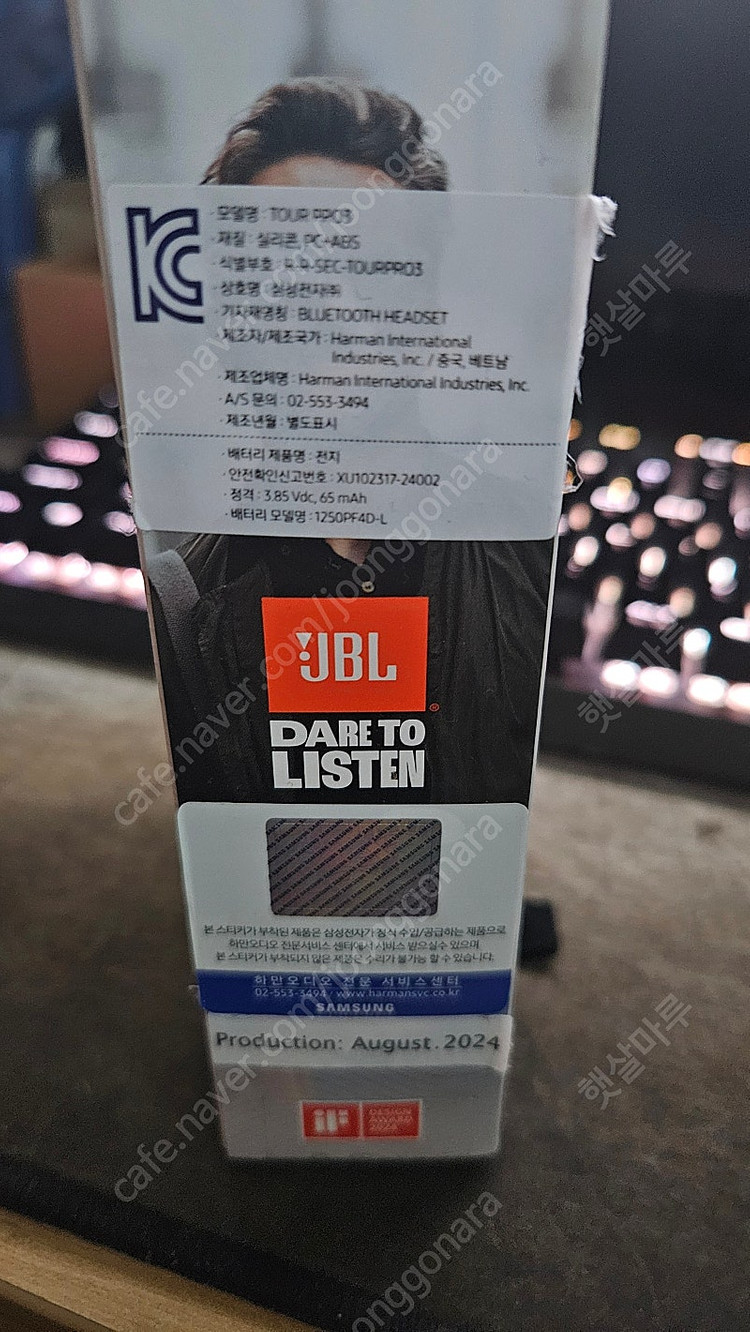 · 모델명 : TOUR PRO3
· 재질 : 실리콘, PC+ABS
· 식별부호 : R-R-SEC-TOURPRO3
· 상호명 : 삼성전자㈜
· 기자재명칭 : BLUETOOTH HEADSET
· 제조자/제조국가 : Harman International
Industries, Inc. / 중국, 베트남
· 제조업체명 : Harman International Industries, Inc.
· A/S 문의 : 02-553-3494
· 제조년월 : 별도표시
· 배터리 제품명 : 전지
· 안전확인신고번호 : XU102317-24002
· 정격 : 3.85 Vdc, 65 mAh
· 배터리 모델명 : 1250PF4D-L
JBL
DARE TO
LISTEN
본 스티커가 부착된 제품은 삼성전자가 정식 수입/공급하는 제품으로
하만오디오 전문서비스 센터에서 서비스 받으실수 있으며
본 스티커가 부착되지 않은 제품은 수리가 불가능 할 수 있습니다.
하만오디오 전문 서비스센터
02-553-3494 / www.harmansvc.co.kr
SAMSUNG
Production: August.2024
iF DESIGN
AWARD
2024
cafe.naver.com/joonggonara
햇살마루